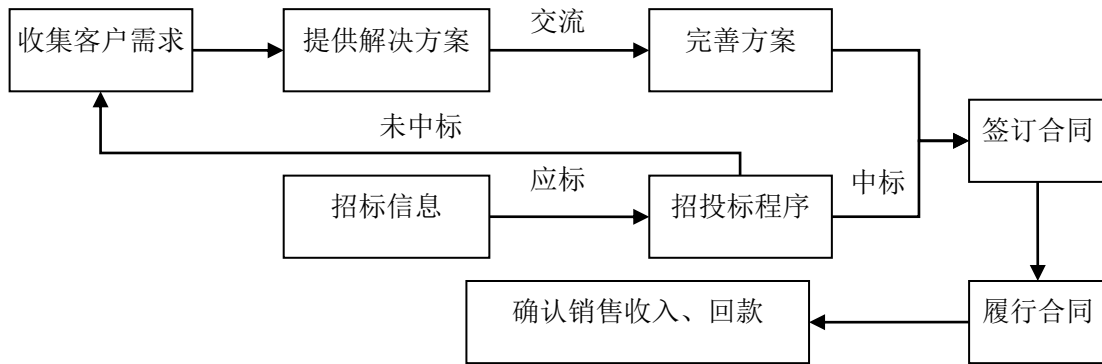 收集客户需求
提供解决方案
交流
完善方案
未中标
签订合同
招标信息
应标
招投标程序
中标
确认销售收入、回款
履行合同